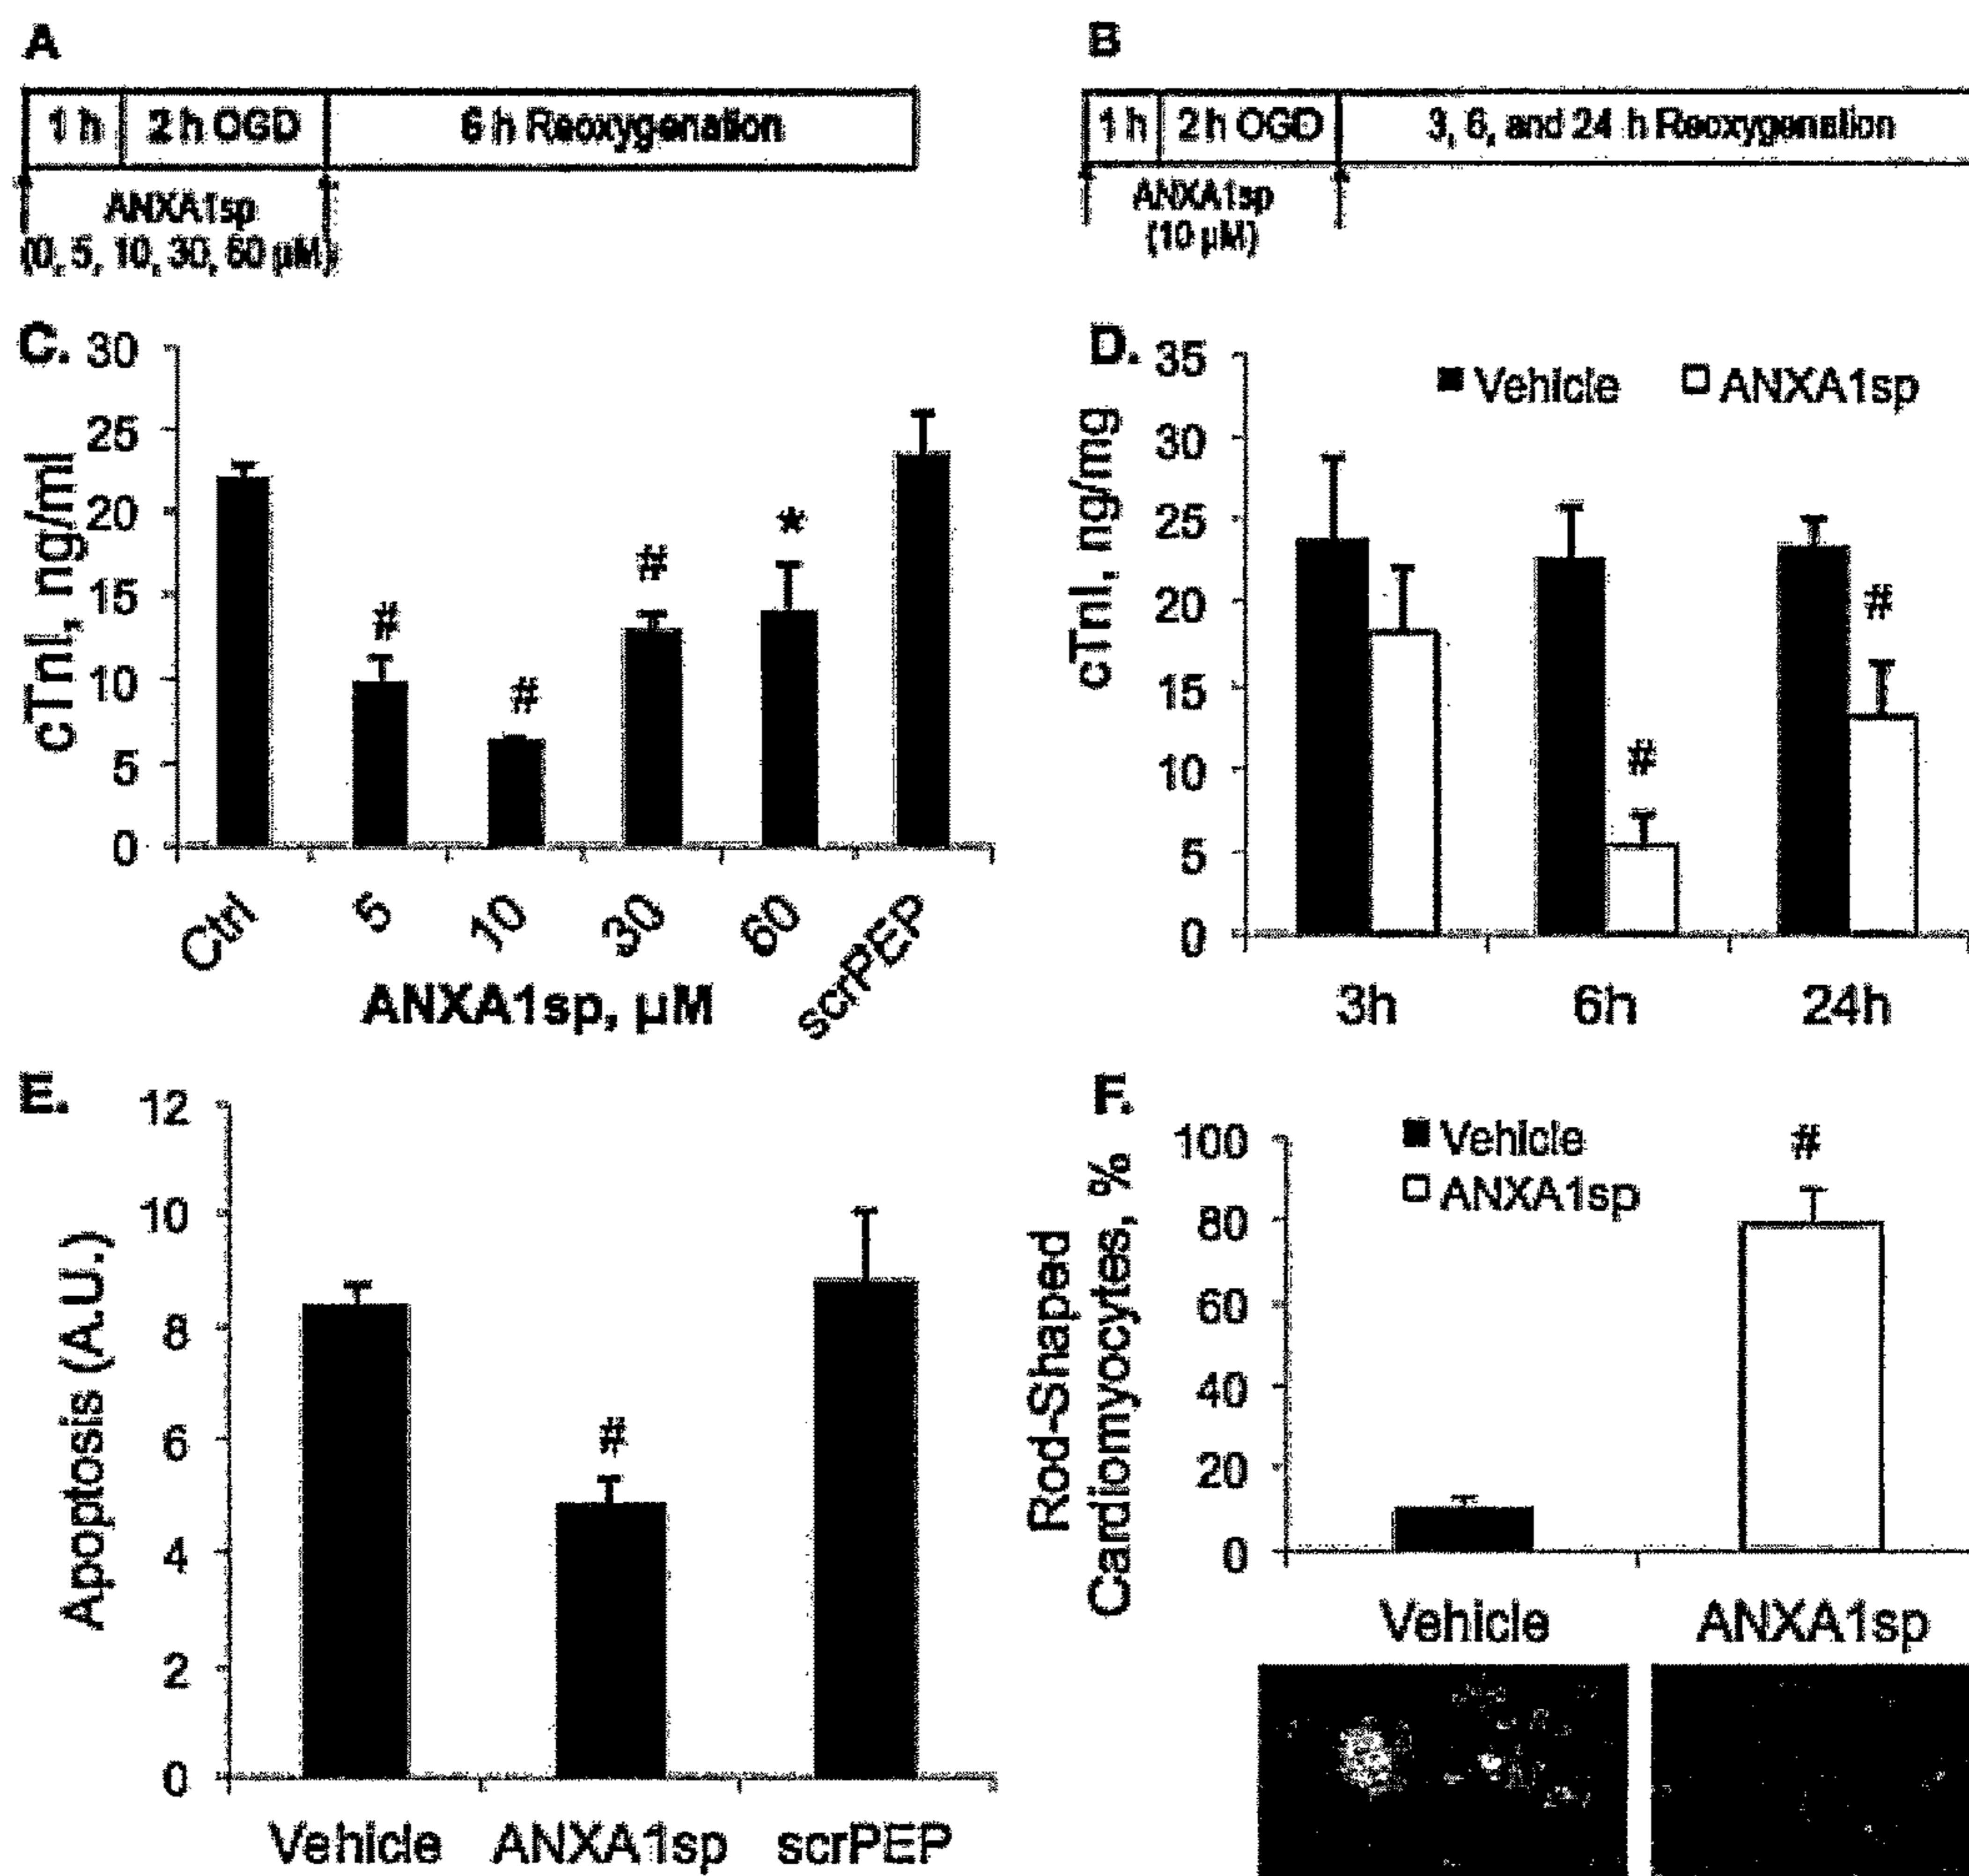 A
1 h 2 h OGD 6 h Reoxygenation
ANXA1sp
(0, 5, 10, 30, 60 µM)
B
1 h 2 h OGD 3, 6, and 24 h Reoxygenation
ANXA1sp
(10 µM)
C.
cTnI, ng/ml
30
25
20
15
10
5
0
# # # *
Ctrl 5 10 30 60 scrPEP
ANXA1sp, µM
D.
cTnI, ng/mg
35
30
25
20
15
10
5
0
Vehicle ANXA1sp
# #
3h 6h 24h
E.
Apoptosis (A.U.)
12
10
8
6
4
2
0
#
Vehicle ANXA1sp scrPEP
F.
Rod-Shaped
Cardiomyocytes, %
100
80
60
40
20
0
Vehicle
ANXA1sp
#
Vehicle ANXA1sp